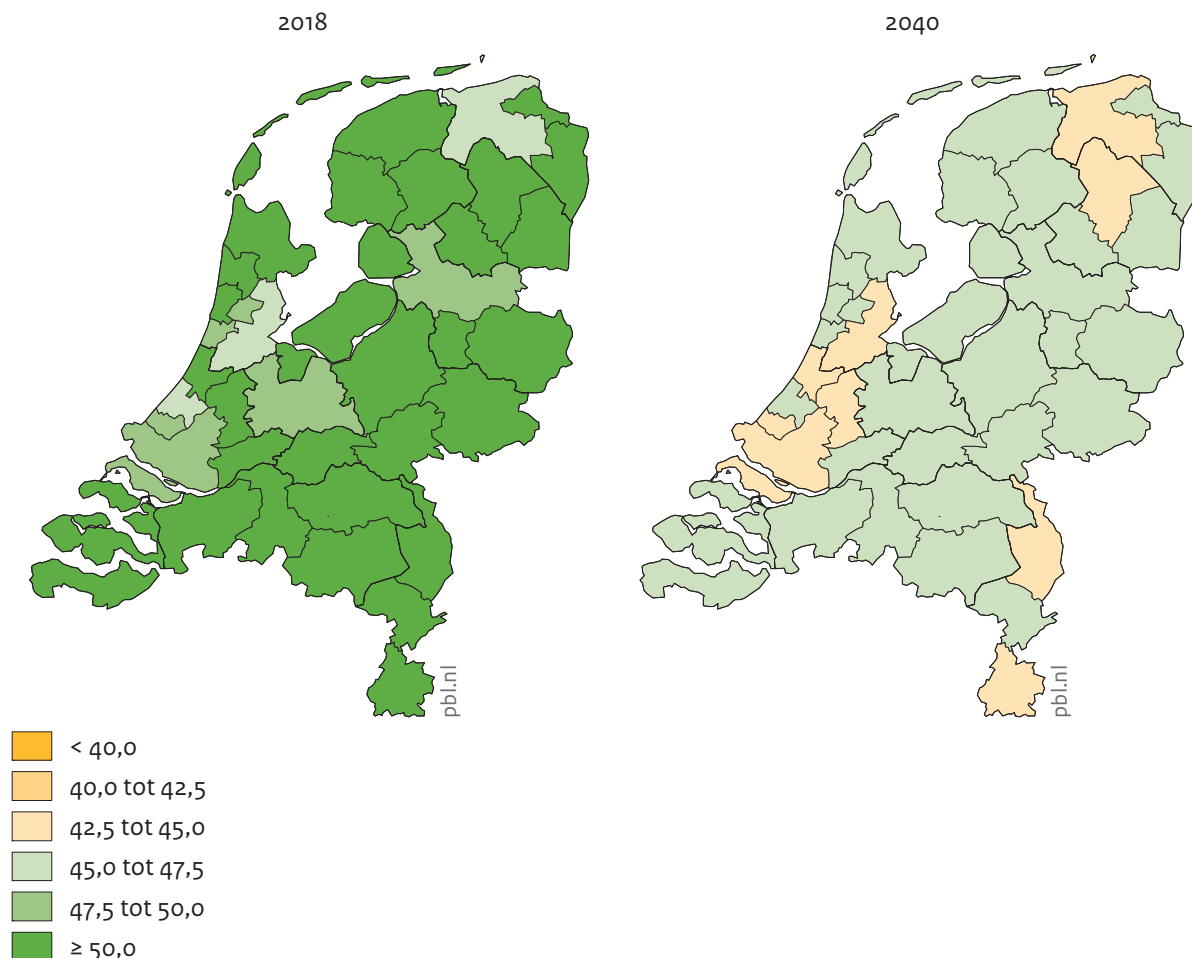 2018
2040
pbl.nl
pbl.nl
< 40,0
40,0 tot 42,5
42,5 tot 45,0
45,0 tot 47,5
47,5 tot 50,0
≥ 50,0